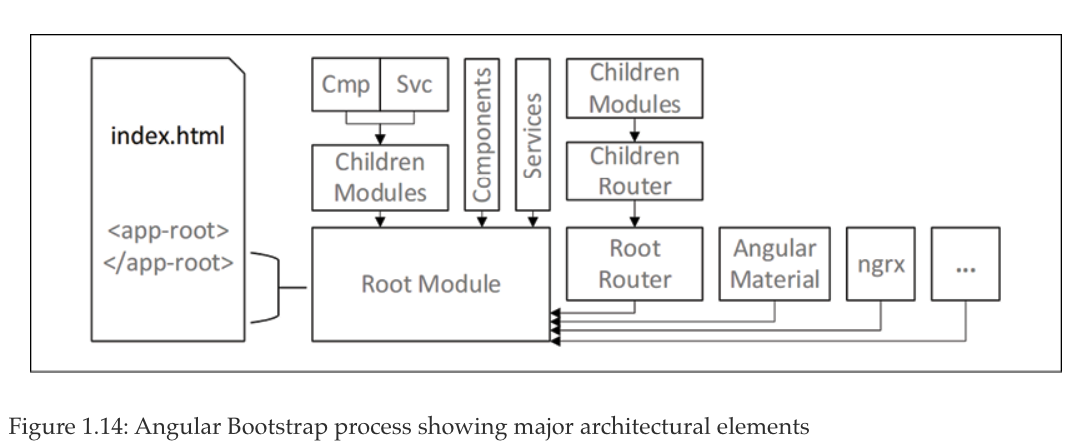 index.html
<app-root>
</app-root>
Cmp
Svc
Children
Modules
Components
Services
Children
Modules
Children
Router
Root Module
Root
Router
Angular
Material
ngrx
...
Figure 1.14: Angular Bootstrap process showing major architectural elements